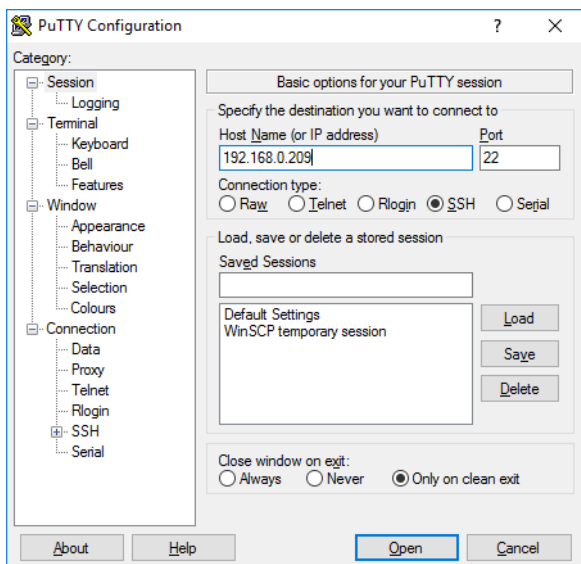 PuTTY Configuration
?
Category:
Session
Logging
Terminal
Keyboard
Bell
Features
Window
Appearance
Behaviour
Translation
Selection
Colours
Connection
Data
Proxy
Telnet
Rlogin
SSH
Serial
Basic options for your PuTTY session
Specify the destination you want to connect to
Host Name (or IP address) Port
192.168.0.209 22
Connection type:
Raw Telnet Rlogin SSH Serial
Load, save or delete a stored session
Saved Sessions
Default Settings
WinSCP temporary session
Load
Save
Delete
Close window on exit:
Always Never Only on clean exit
About Help Open Cancel